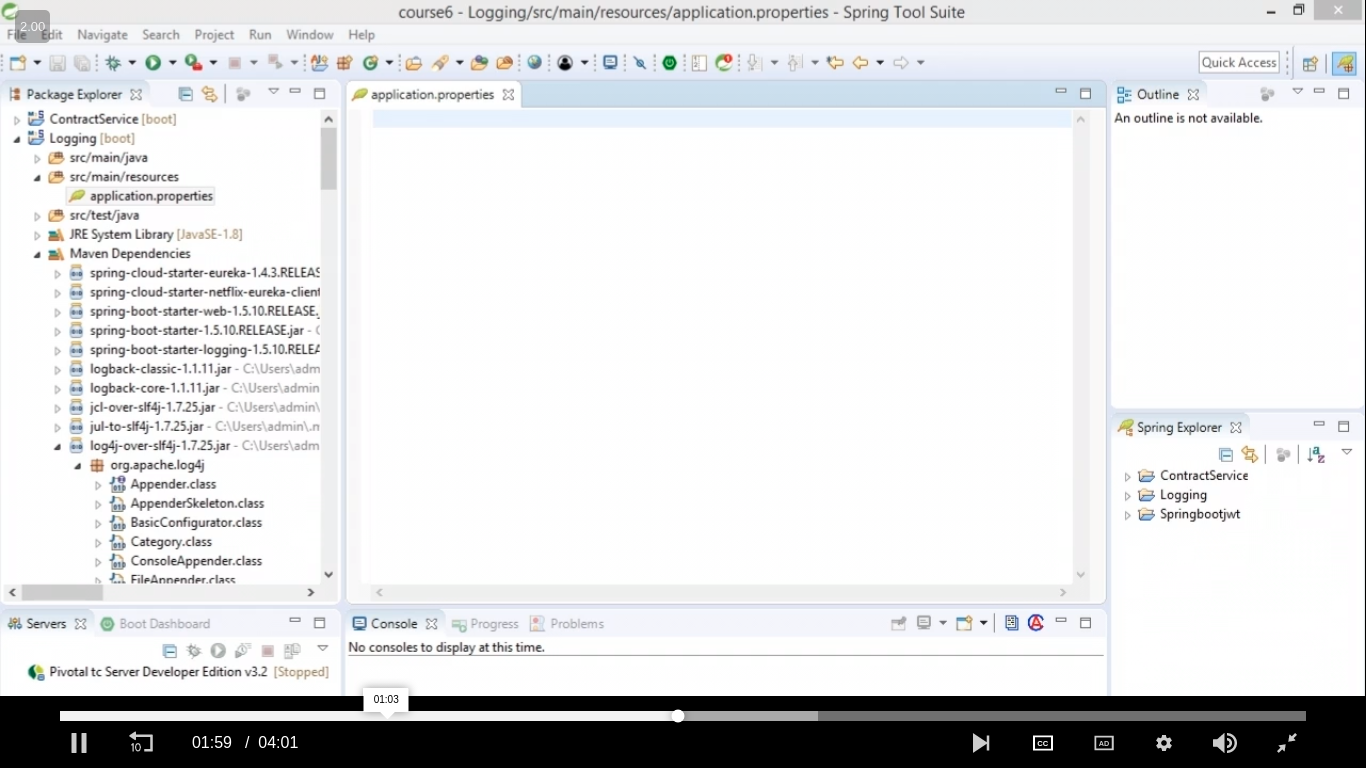 course6 - Logging/src/main/resources/application.properties - Spring Tool Suite
2.00
File Edit Navigate Search Project Run Window Help
Quick Access
Package Explorer
ContractService [boot]
Logging [boot]
src/main/java
src/main/resources
application.properties
src/test/java
JRE System Library [JavaSE-1.8]
Maven Dependencies
spring-cloud-starter-eureka-1.4.3.RELEAS
spring-cloud-starter-netflix-eureka-client
spring-boot-starter-web-1.5.10.RELEASE.
spring-boot-starter-1.5.10.RELEASE.jar - C
spring-boot-starter-logging-1.5.10.RELEA
logback-classic-1.1.11.jar - C:\Users\adm
logback-core-1.1.11.jar - C:\Users\admin
jcl-over-slf4j-1.7.25.jar - C:\Users\admin\
jul-to-slf4j-1.7.25.jar - C:\Users\admin\.m
log4j-over-slf4j-1.7.25.jar - C:\Users\adm
org.apache.log4j
Appender.class
AppenderSkeleton.class
BasicConfigurator.class
Category.class
ConsoleAppender.class
FileAppender.class
application.properties
Outline
An outline is not available.
Spring Explorer
ContractService
Logging
Springbootjwt
Servers
Boot Dashboard
Pivotal tc Server Developer Edition v3.2 [Stopped]
Console
Progress
Problems
No consoles to display at this time.
01:03
10
01:59 / 04:01
CC
AD